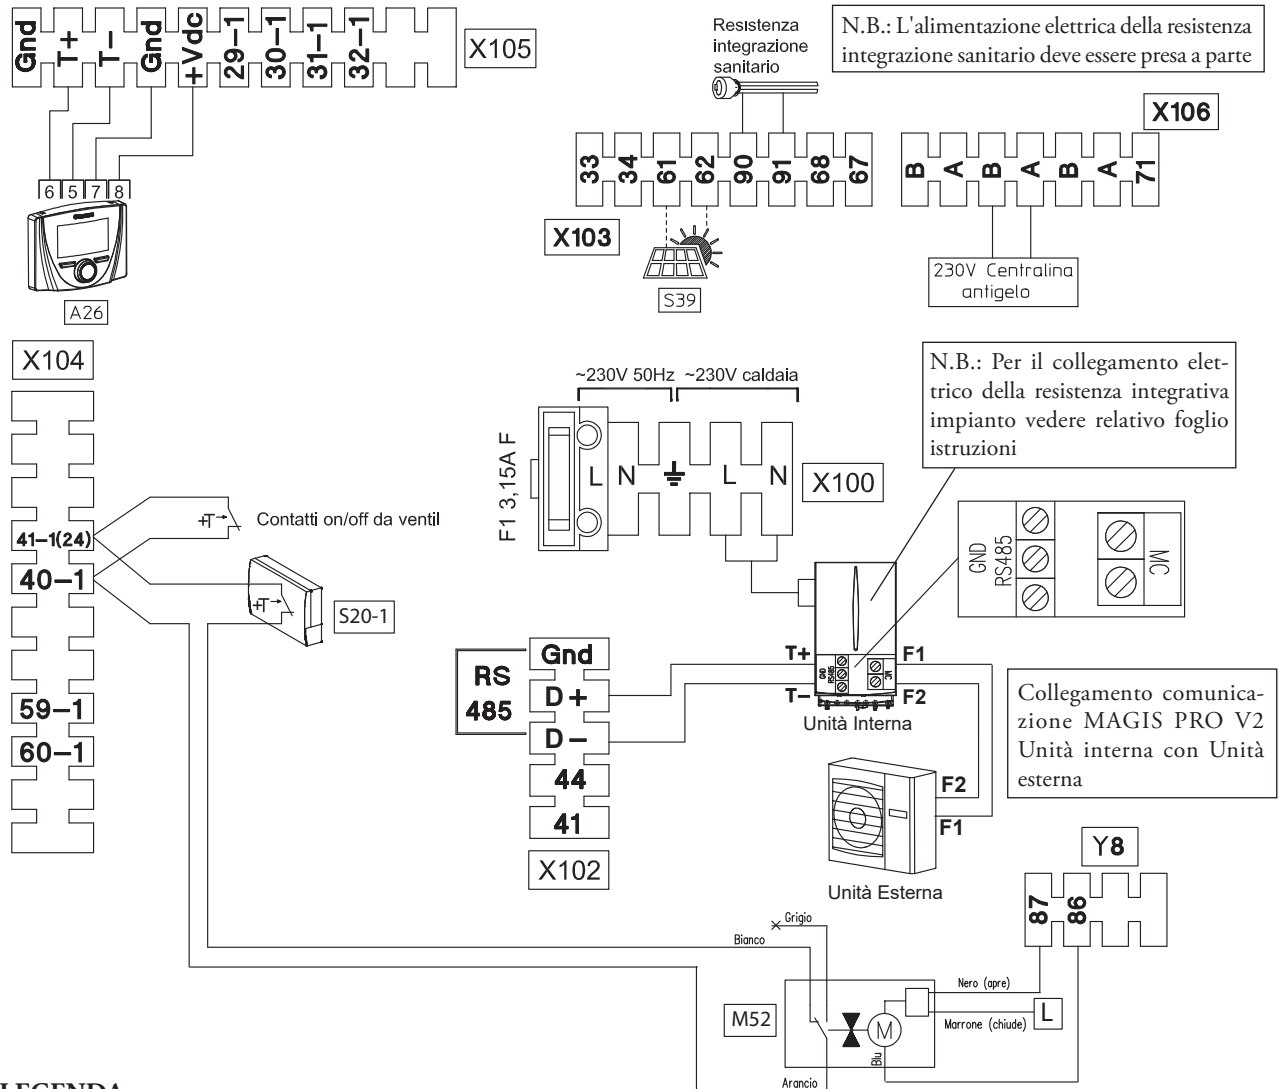 Gnd T+ T− Gnd +Vdc 29−1 30−1 31−1 32−1
X105
6 5 7 8
A26
Resistenza
integrazione
sanitario
N.B.: L'alimentazione elettrica della resistenza
integrazione sanitario deve essere presa a parte
33 34 61 62 90 91 68 67
X103
S39
X106
B A B A B A 71
230V Centralina
antigelo
X104
41−1(24)
40−1
59−1
60−1
+T
Contatti on/off da ventil
+T
S20-1
~230V 50Hz ~230V caldaia
F1 3,15A F
L N L N
X100
N.B.: Per il collegamento elet-
trico della resistenza integrativa
impianto vedere relativo foglio
istruzioni
GND
RS485
MC
RS
485
Gnd
D+
D−
44
41
X102
T+
T−
GND
RS485
MC
F1
F2
Unità Interna
F2
F1
Unità Esterna
Collegamento comunica-
zione MAGIS PRO V2
Unità interna con Unità
esterna
Y8
87 86
Grigio
Bianco
Nero (apre)
Marrone (chiude)
L
M52
M
Blu
Arancio
LEGENDA